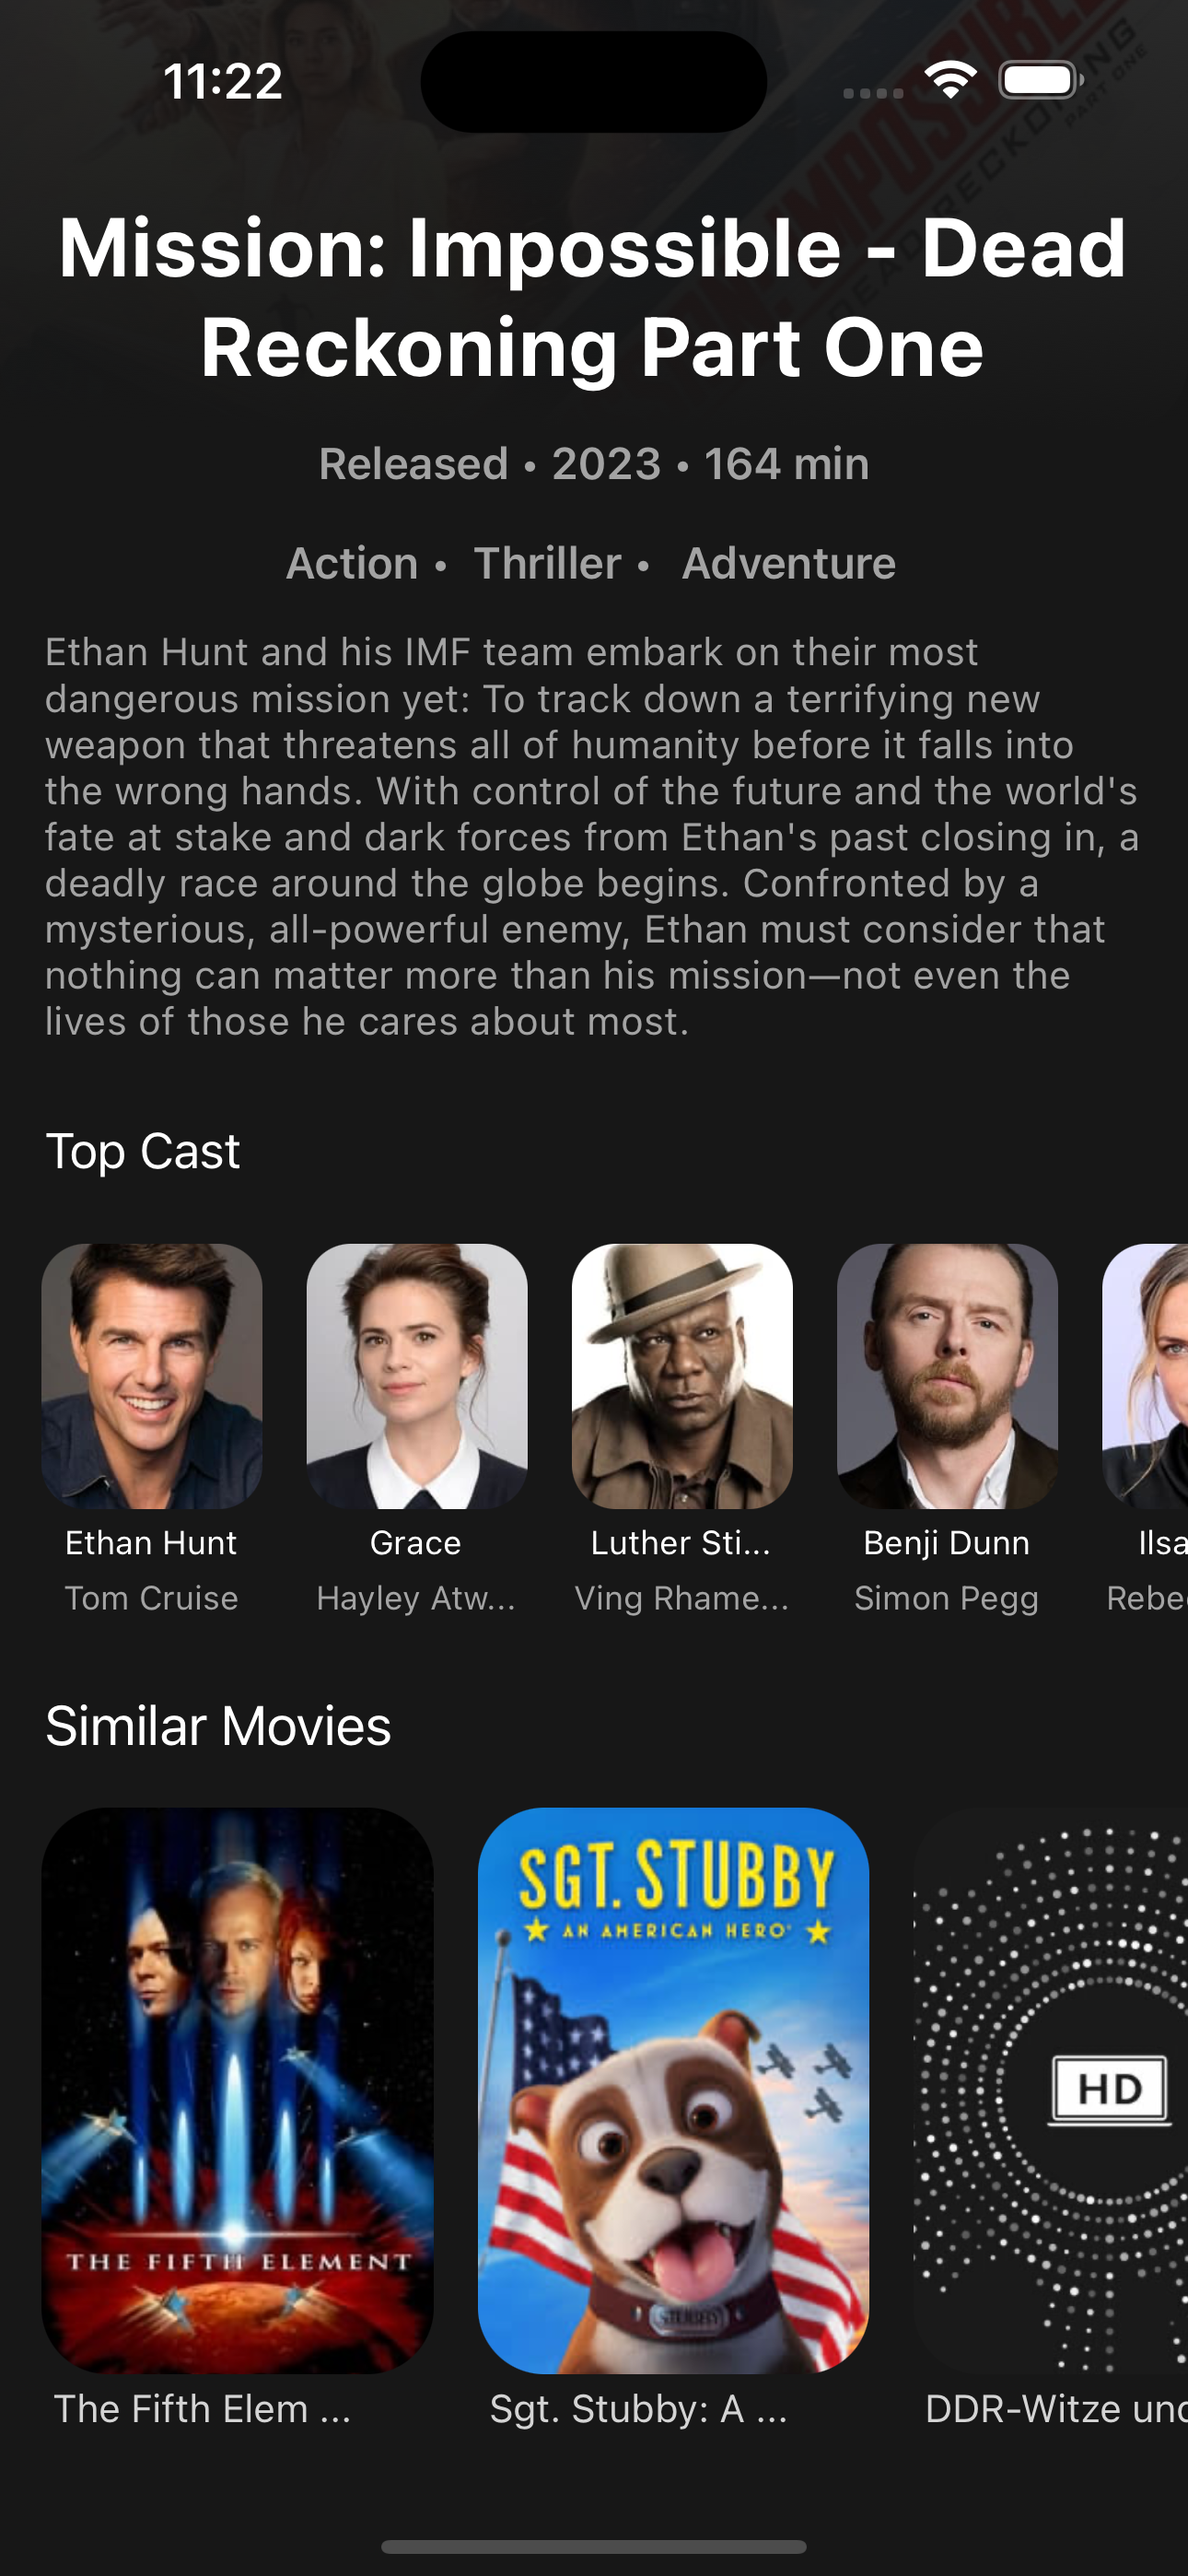 11:22
IMPOSSIBLE
DEAD RECKONING
PART ONE
Mission: Impossible - Dead
Reckoning Part One
Released • 2023 • 164 min
Action • Thriller • Adventure
Ethan Hunt and his IMF team embark on their most
dangerous mission yet: To track down a terrifying new
weapon that threatens all of humanity before it falls into
the wrong hands. With control of the future and the world's
fate at stake and dark forces from Ethan's past closing in, a
deadly race around the globe begins. Confronted by a
mysterious, all-powerful enemy, Ethan must consider that
nothing can matter more than his mission—not even the
lives of those he cares about most.
Top Cast
Ethan Hunt
Grace
Luther Sti...
Benji Dunn
Ilsa
Tom Cruise
Hayley Atw...
Ving Rhame...
Simon Pegg
Rebe
Similar Movies
THE FIFTH ELEMENT
SGT. STUBBY
AN AMERICAN HERO
STUBBY
HD
The Fifth Elem ...
Sgt. Stubby: A ...
DDR-Witze und